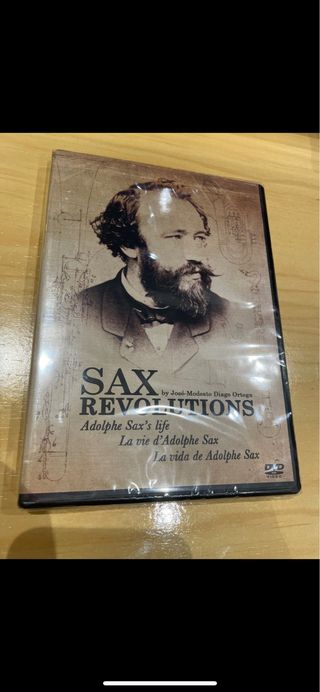 SAX
by José-Modesto Diago Ortega
REVOLUTIONS
Adolphe Sax's life
La vie d'Adolphe Sax
La vida de Adolphe Sax
DVD
VIDEO